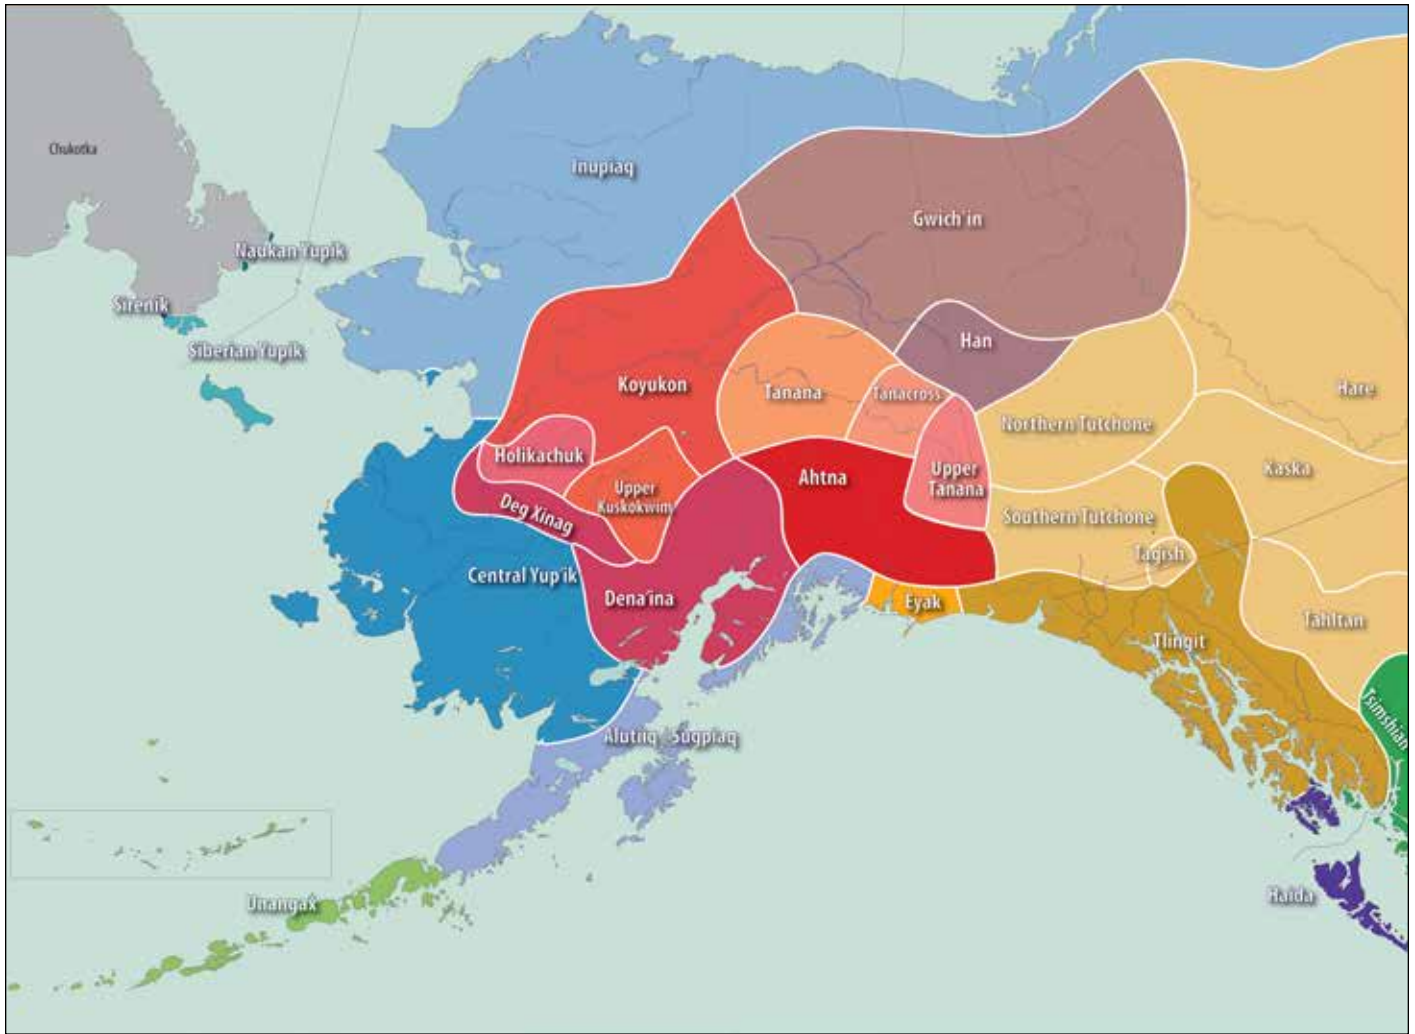 Chukotka
Inupiaq
Gwich'in
Naukan Yupik
Sirenik
Siberian Yupik
Han
Koyukon
Tanana
Tanacross
Hare
Northern Tutchone
Holikachuk
Kaska
Ahtna
Upper
Tanana
Upper
Kuskokwim
Deg Xinag
Southern Tutchone
Tagish
Central Yup'ik
Dena'ina
Eyak
Tahltan
Tlingit
Tsimshian
Alutiiq / Sugpiaq
Unangax̂
Haida